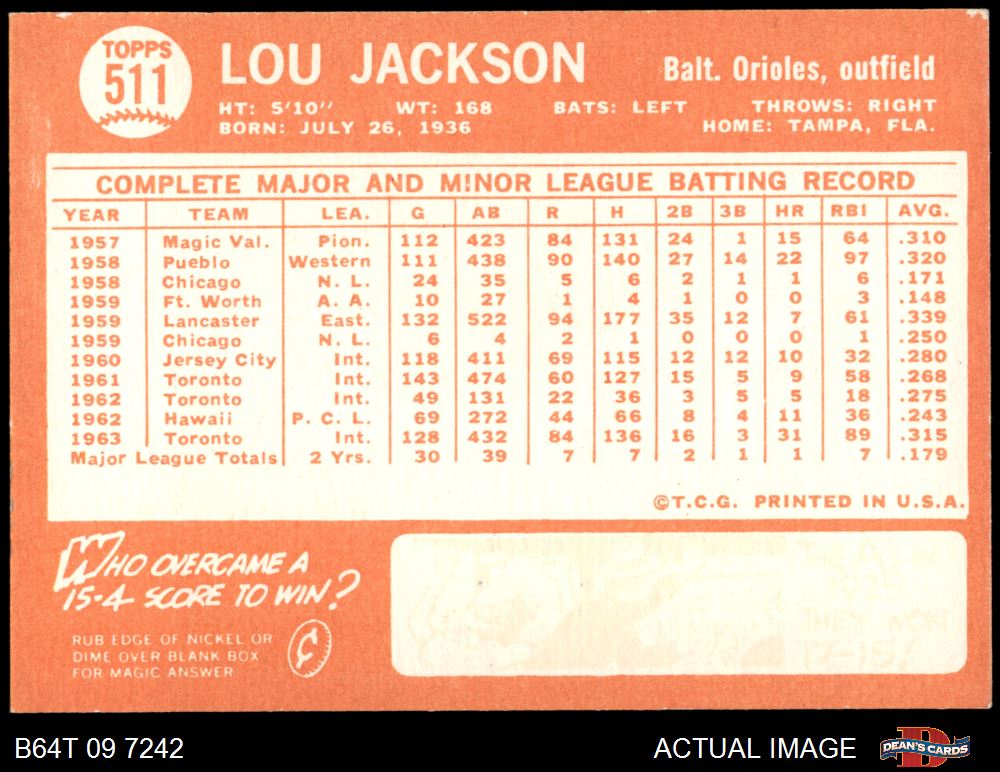 TOPPS
511
LOU JACKSON
Balt. Orioles, outfield
HT: 5'10" WT: 168 BATS: LEFT THROWS: RIGHT
BORN: JULY 26, 1936 HOME: TAMPA, FLA.
COMPLETE MAJOR AND MINOR LEAGUE BATTING RECORD
YEAR TEAM LEA. G AB R H 2B 3B HR RBI AVG.
1957 Magic Val. Pion. 112 423 84 131 24 1 15 64 .310
1958 Pueblo Western 111 438 90 140 27 14 22 97 .320
1958 Chicago N. L. 24 35 5 6 2 1 1 6 .171
1959 Ft. Worth A. A. 10 27 1 4 1 0 0 3 .148
1959 Lancaster East. 132 522 94 177 35 12 7 61 .339
1959 Chicago N. L. 6 4 2 1 0 0 0 1 .250
1960 Jersey City Int. 118 411 69 115 12 12 10 32 .280
1961 Toronto Int. 143 474 60 127 15 5 9 58 .268
1962 Toronto Int. 49 131 22 36 3 5 5 18 .275
1962 Hawaii P. C. L. 69 272 44 66 8 4 11 36 .243
1963 Toronto Int. 128 432 84 136 16 3 31 89 .315
Major League Totals 2 Yrs. 30 39 7 7 2 1 1 7 .179
©T.C.G. PRINTED IN U.S.A.
WHO OVERCAME A
15-4 SCORE TO WIN?
RUB EDGE OF NICKEL OR
DIME OVER BLANK BOX
FOR MAGIC ANSWER
¢
THEY WON
17-15!
B64T 09 7242
ACTUAL IMAGE
DEAN'S CARDS